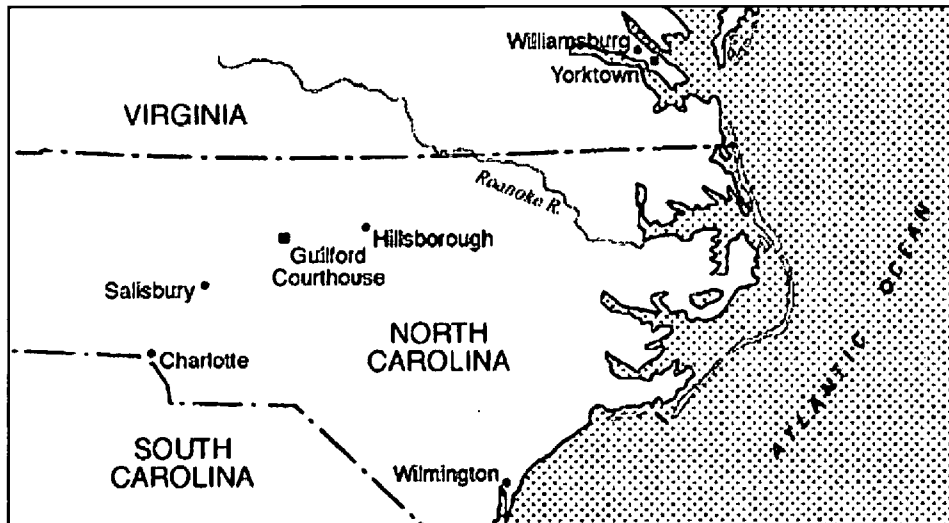 Williamsburg
Yorktown
VIRGINIA
Roanoke R.
Hillsborough
Guilford
Courthouse
Salisbury
NORTH
CAROLINA
Charlotte
SOUTH
CAROLINA
Wilmington
ATLANTIC OCEAN